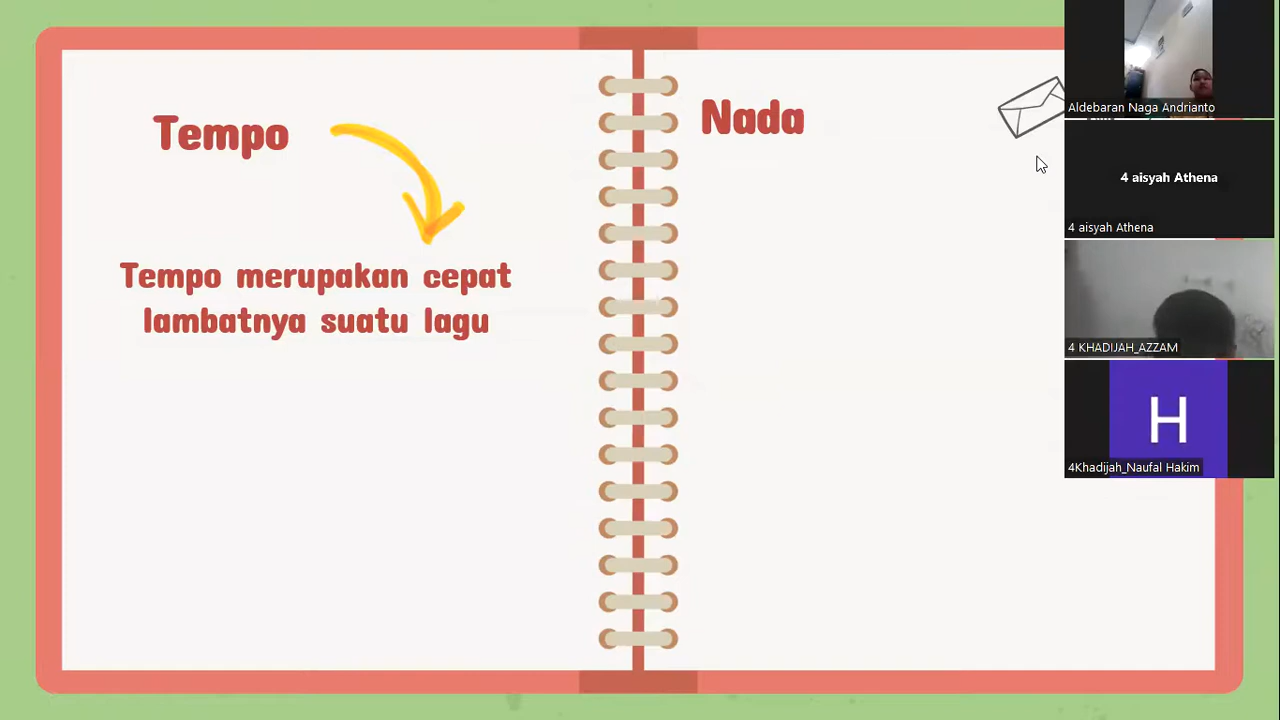 Tempo
Tempo merupakan cepat
lambatnya suatu lagu
Nada
Aldebaran Naga Andrianto
4 aisyah Athena
4 aisyah Athena
4 KHADIJAH_AZZAM
H
4Khadijah_Naufal Hakim